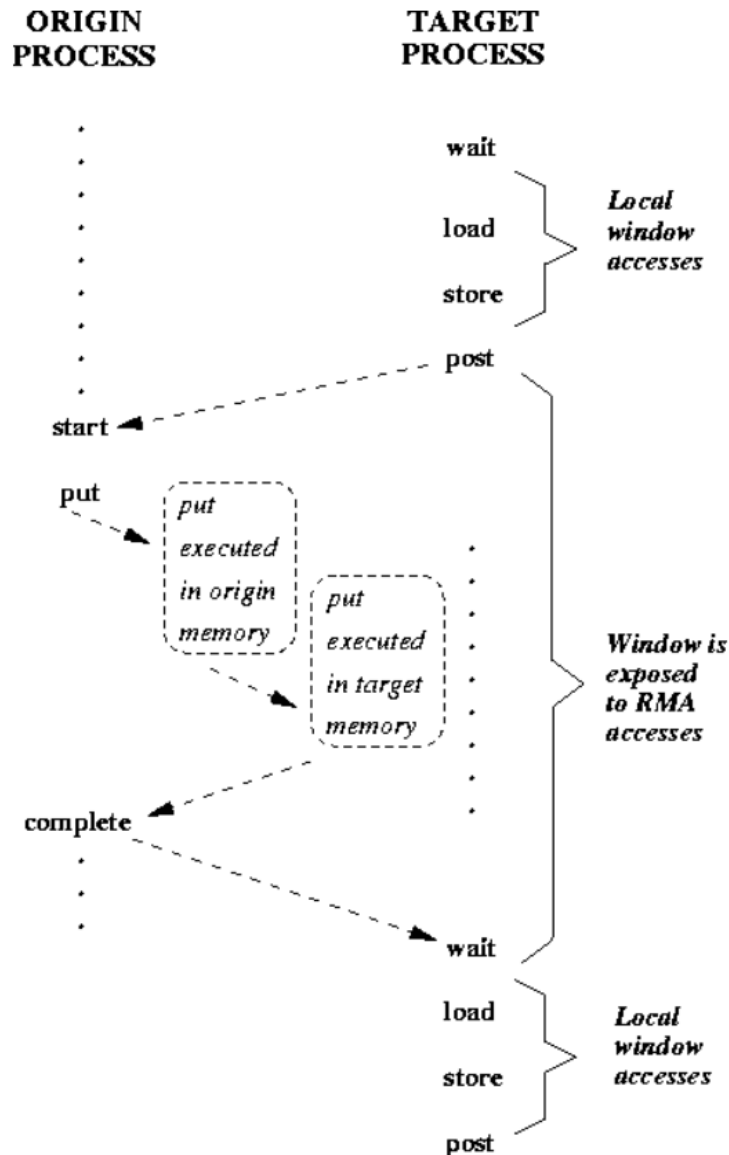 ORIGIN
PROCESS
TARGET
PROCESS
wait
load
store
post
Local
window
accesses
start
put
put
executed
in origin
memory
put
executed
in target
memory
Window is
exposed
to RMA
accesses
complete
wait
load
store
post
Local
window
accesses